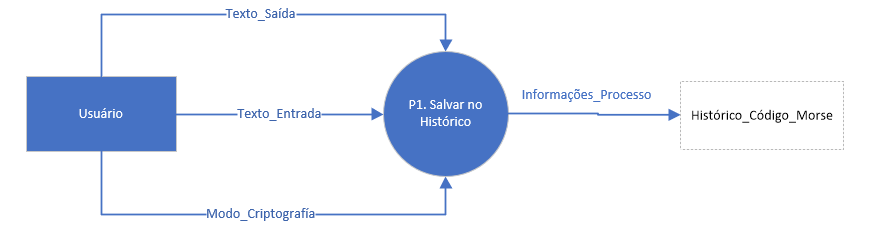 Texto_Saída
Usuário
Texto_Entrada
P1. Salvar no
Histórico
Informações_Processo
Histórico_Código_Morse
Modo_Criptografía